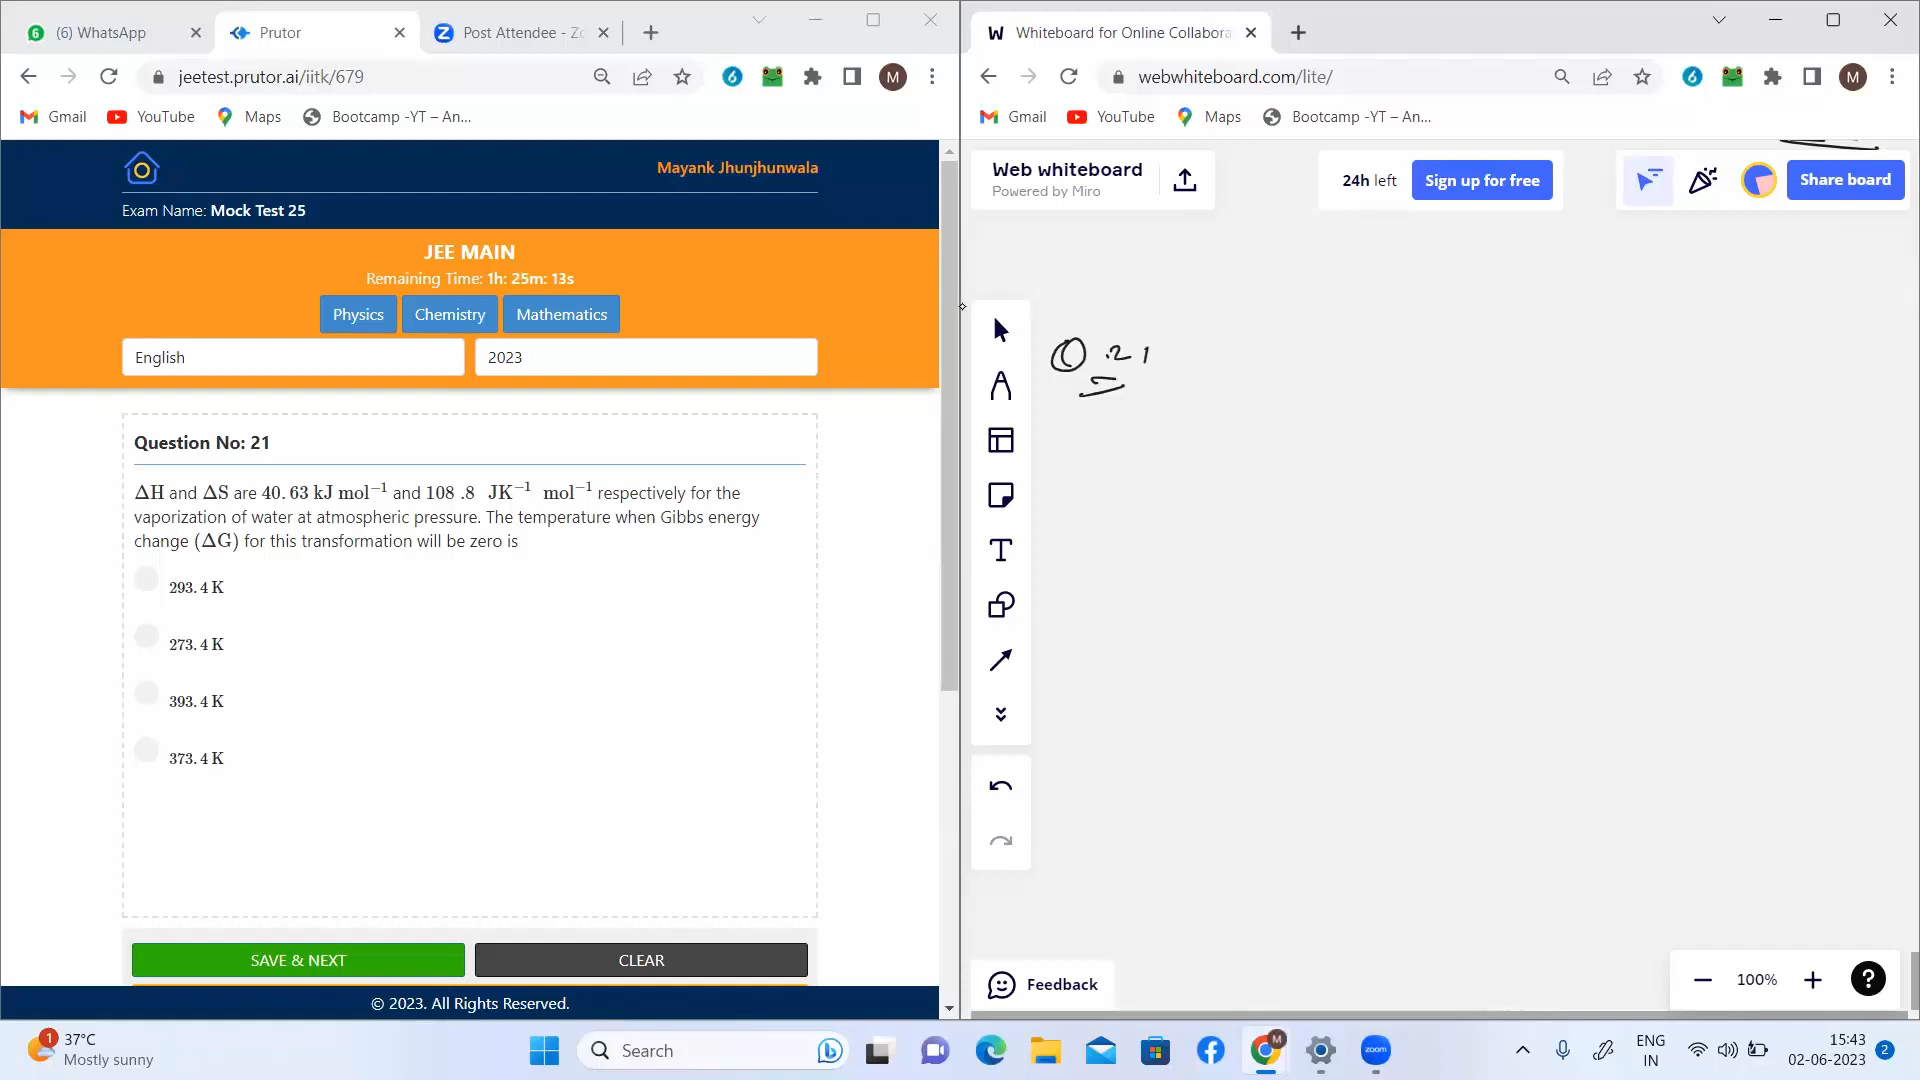 (6) WhatsApp
Prutor
Post Attendee - Zo
jeetest.prutor.ai/iitk/679
M
Gmail
YouTube
Maps
Bootcamp -YT – An...
Mayank Jhunjhunwala
Exam Name: Mock Test 25
JEE MAIN
Remaining Time: 1h: 25m: 13s
Physics
Chemistry
Mathematics
English
2023
Question No: 21
ΔH and ΔS are 40.63 kJ mol⁻¹ and 108 .8 JK⁻¹ mol⁻¹ respectively for the
vaporization of water at atmospheric pressure. The temperature when Gibbs energy
change (ΔG) for this transformation will be zero is
293.4 K
273.4 K
393.4 K
373.4 K
SAVE & NEXT
CLEAR
© 2023. All Rights Reserved.
Whiteboard for Online Collabora
webwhiteboard.com/lite/
M
Gmail
YouTube
Maps
Bootcamp -YT – An...
Web whiteboard
Powered by Miro
24h left
Sign up for free
Share board
Q.21
Feedback
100%
?
1
37°C
Mostly sunny
Search
M
zoom
ENG
IN
15:43
02-06-2023
2